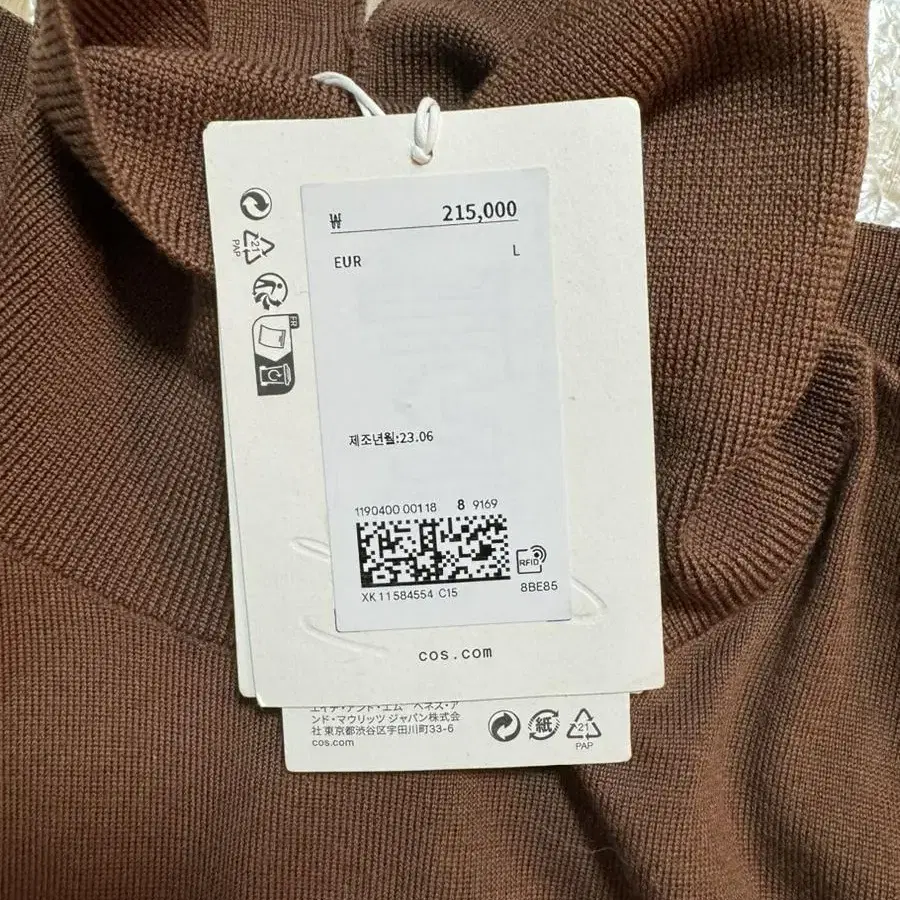 ₩ 215,000
EUR L
제조년월:23.06
1190400 00118 8 9169
RFID
XK11584554 C15 8BE85
cos.com
21
PAP
FR
エイチ・アンド・エム ヘネス・ア
ンド・マウリッツ ジャパン株式会
社 東京都渋谷区宇田川町33-6
cos.com
紙
21
PAP